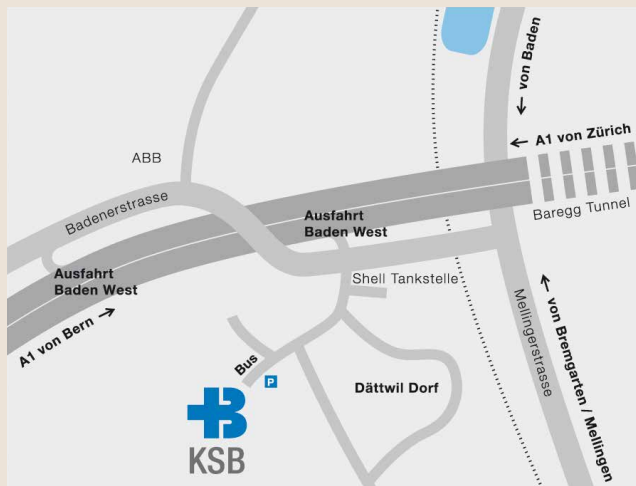 von Baden
A1 von Zürich
ABB
Badenerstrasse
Ausfahrt
Baden West
Baregg Tunnel
Ausfahrt
Baden West
Shell Tankstelle
A1 von Bern
Mellingerstrasse
von Bremgarten / Mellingen
Bus
P
Dättwil Dorf
KSB